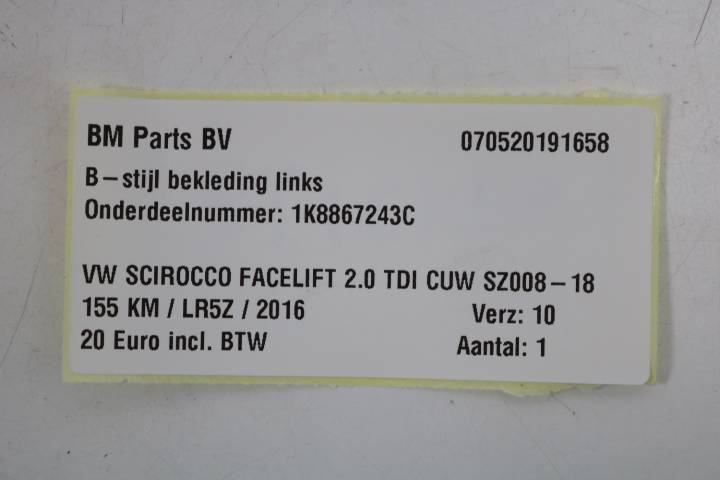 BM Parts BV 070520191658
B-stijl bekleding links
Onderdeelnummer: 1K8867243C
VW SCIROCCO FACELIFT 2.0 TDI CUW SZ008-18
155 KM / LR5Z / 2016 Verz: 10
20 Euro incl. BTW Aantal: 1